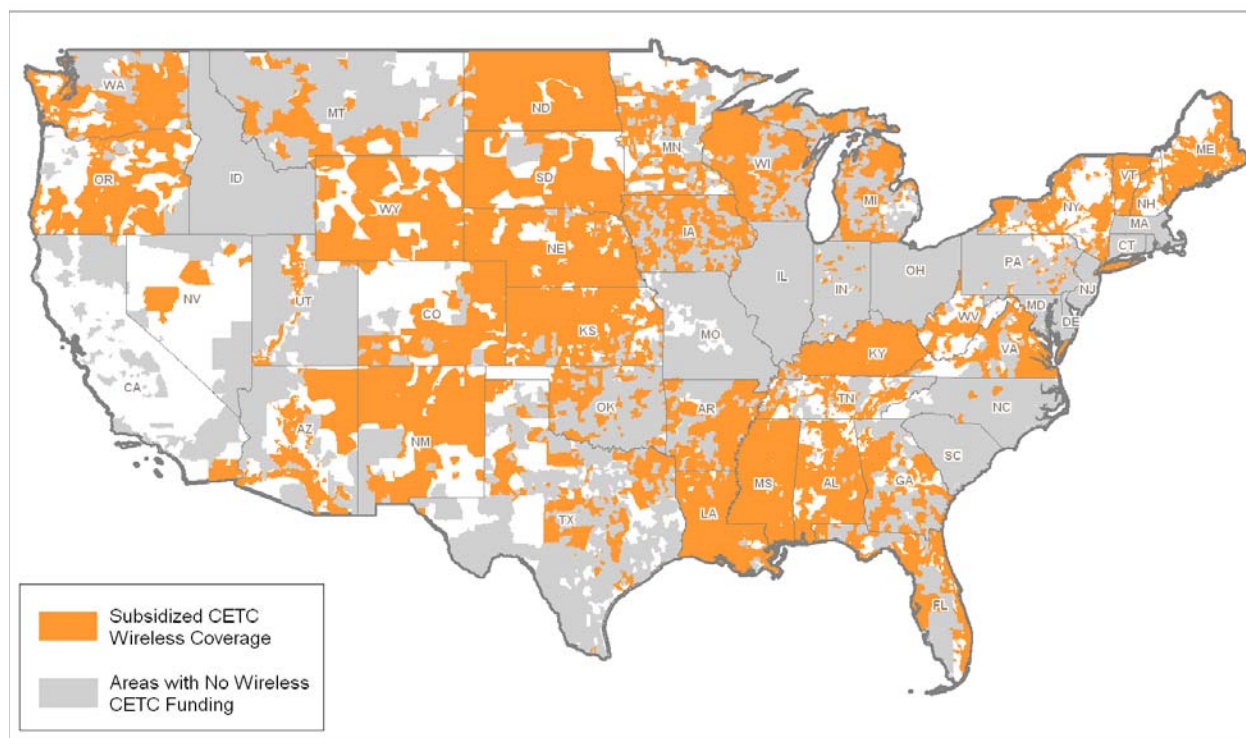 WA
MT
ND
MN
ME
OR
ID
SD
WI
VT
NH
NY
MI
MA
WY
CT
IA
NE
PA
NJ
NV
UT
CO
IL
IN
OH
MD
DE
WV
KS
MO
KY
VA
CA
AZ
NM
OK
AR
TN
NC
SC
TX
LA
MS
AL
GA
FL
Subsidized CETC
Wireless Coverage
Areas with No Wireless
CETC Funding